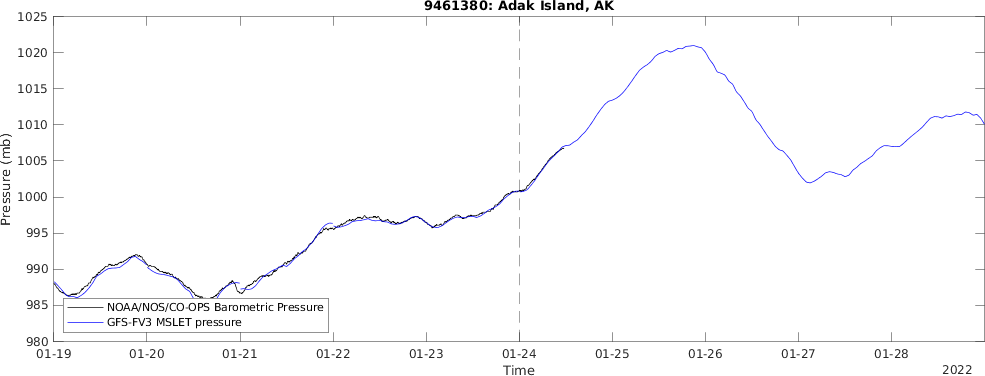 9461380: Adak Island, AK
Pressure (mb)
1025
1020
1015
1010
1005
1000
995
990
985
980
NOAA/NOS/CO-OPS Barometric Pressure
GFS-FV3 MSLET pressure
01-19 01-20 01-21 01-22 01-23 01-24 01-25 01-26 01-27 01-28
Time
2022